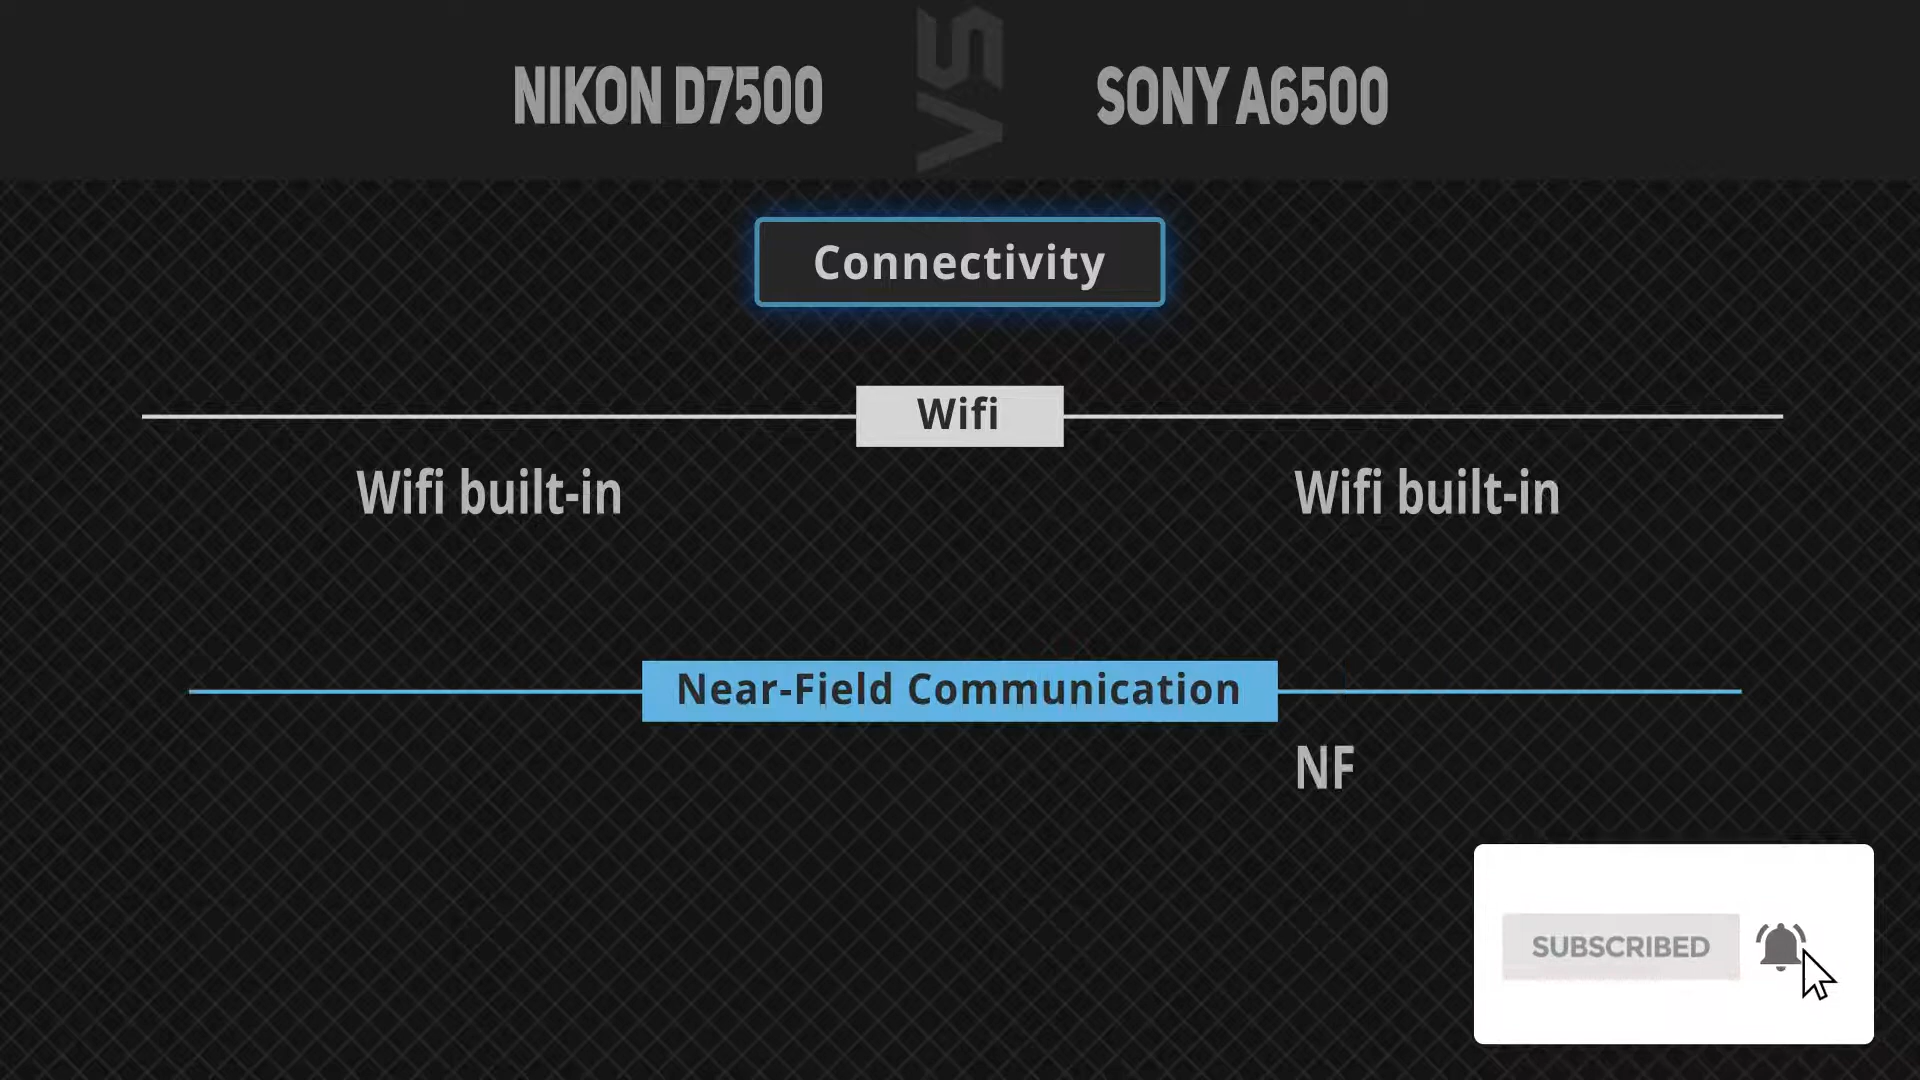 NIKON D7500
VS
SONY A6500
Connectivity
Wifi
Wifi built-in
Wifi built-in
Near-Field Communication
NF
SUBSCRIBED